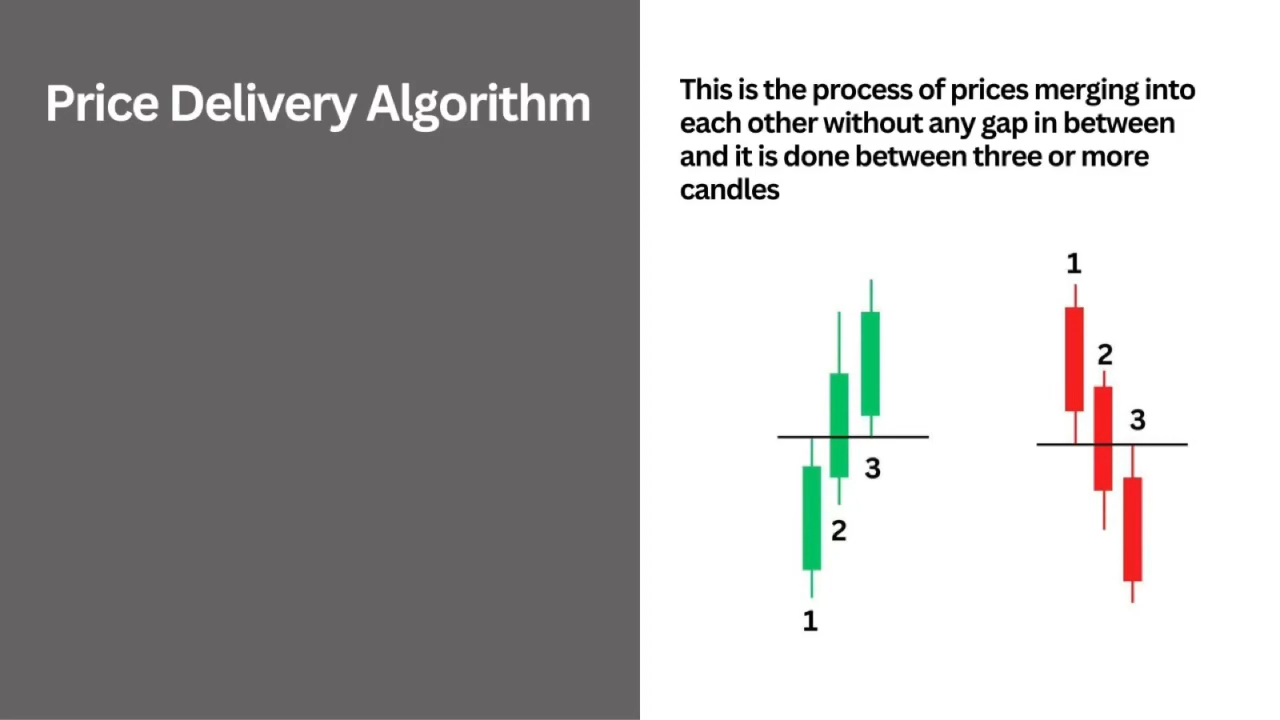 Price Delivery Algorithm
This is the process of prices merging into
each other without any gap in between
and it is done between three or more
candles
1
2
3
1
2
3